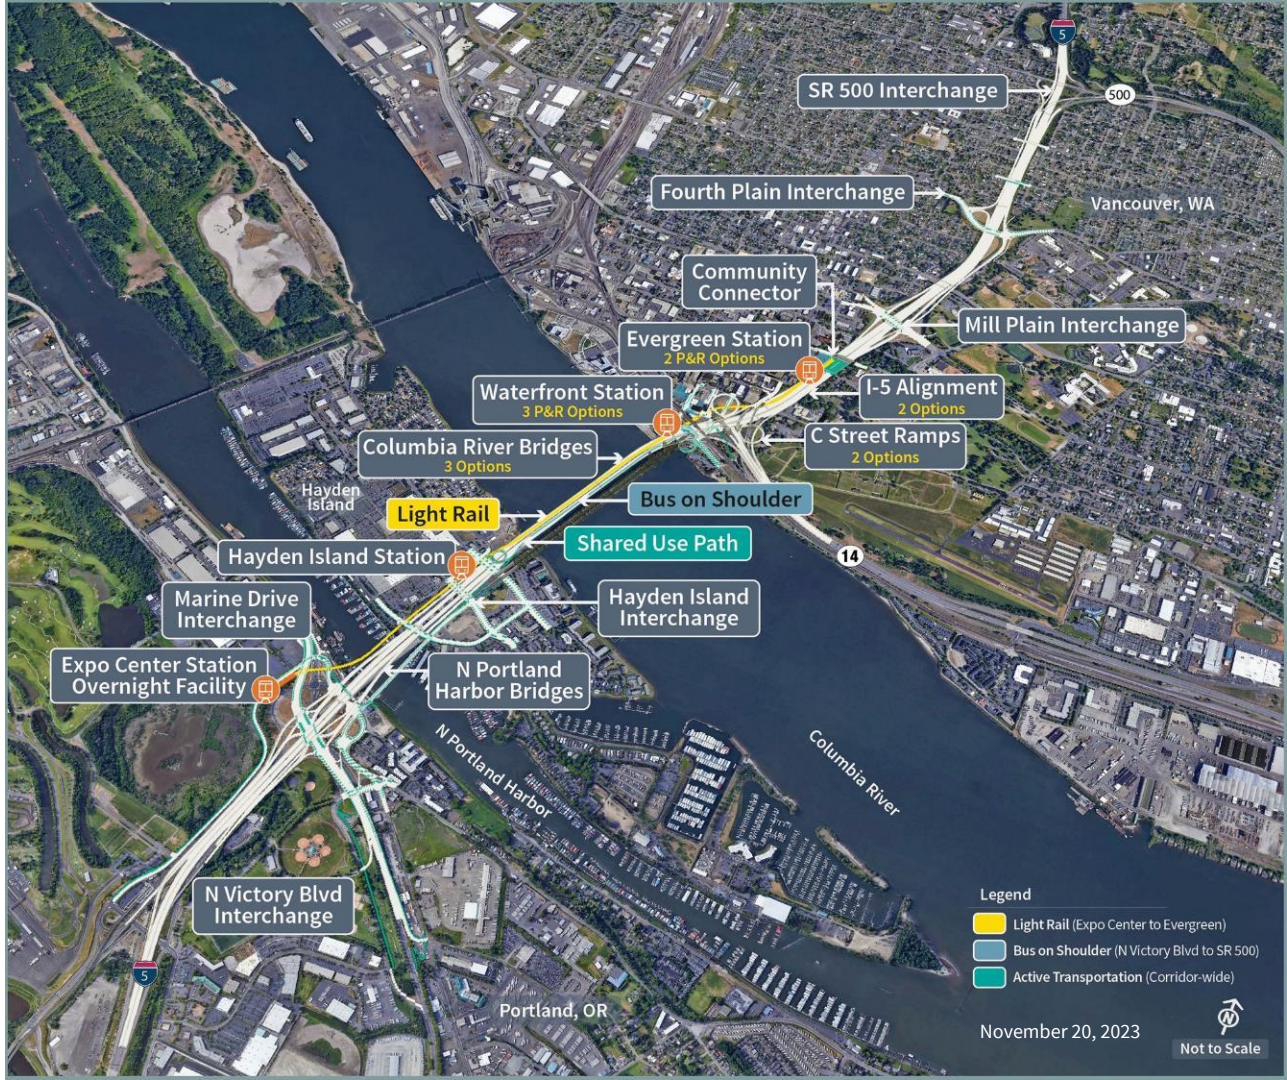 5
SR 500 Interchange
500
Fourth Plain Interchange
Vancouver, WA
Community
Connector
Mill Plain Interchange
Evergreen Station
2 P&R Options
I-5 Alignment
2 Options
Waterfront Station
3 P&R Options
C Street Ramps
2 Options
Columbia River Bridges
3 Options
Hayden
Island
Bus on Shoulder
Light Rail
Shared Use Path
14
Hayden Island Station
Hayden Island
Interchange
Marine Drive
Interchange
Expo Center Station
Overnight Facility
N Portland
Harbor Bridges
N Portland Harbor
Columbia River
N Victory Blvd
Interchange
5
Portland, OR
Legend
Light Rail (Expo Center to Evergreen)
Bus on Shoulder (N Victory Blvd to SR 500)
Active Transportation (Corridor-wide)
November 20, 2023
N
Not to Scale